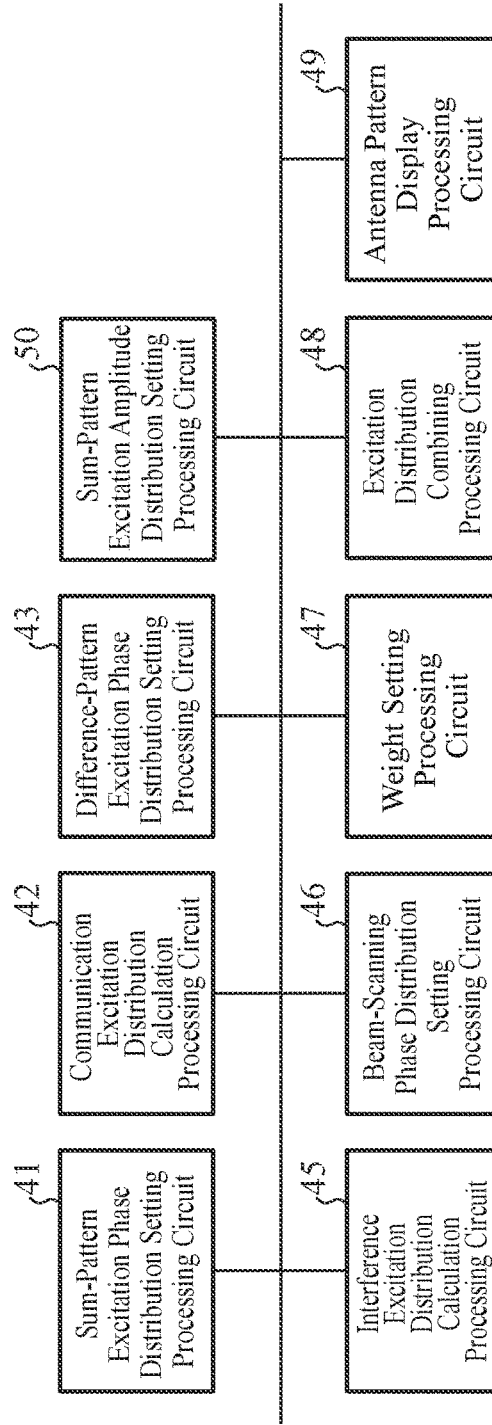 41
Sum-Pattern
Excitation Phase
Distribution Setting
Processing Circuit
42
Communication
Excitation
Distribution
Calculation
Processing Circuit
43
Difference-Pattern
Excitation Phase
Distribution Setting
Processing Circuit
50
Sum-Pattern
Excitation Amplitude
Distribution Setting
Processing Circuit
45
Interference
Excitation
Distribution
Calculation
Processing Circuit
46
Beam-Scanning
Phase Distribution
Setting
Processing Circuit
47
Weight Setting
Processing
Circuit
48
Excitation
Distribution
Combining
Processing Circuit
49
Antenna Pattern
Display
Processing
Circuit